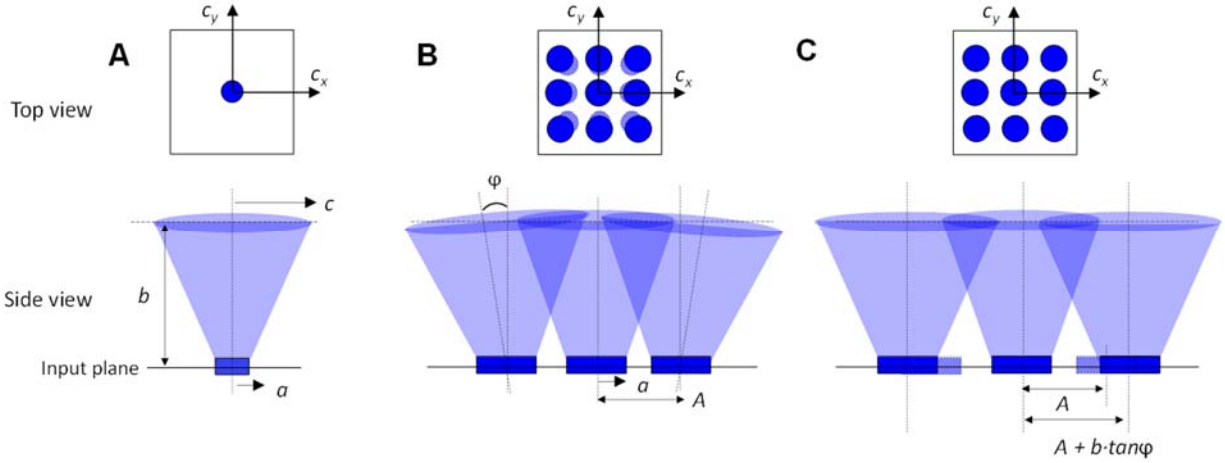 A
B
C
c_y
c_x
c_y
c_x
c_y
c_x
Top view
φ
c
b
Side view
Input plane
a
a
A
A
A + b·tanφ